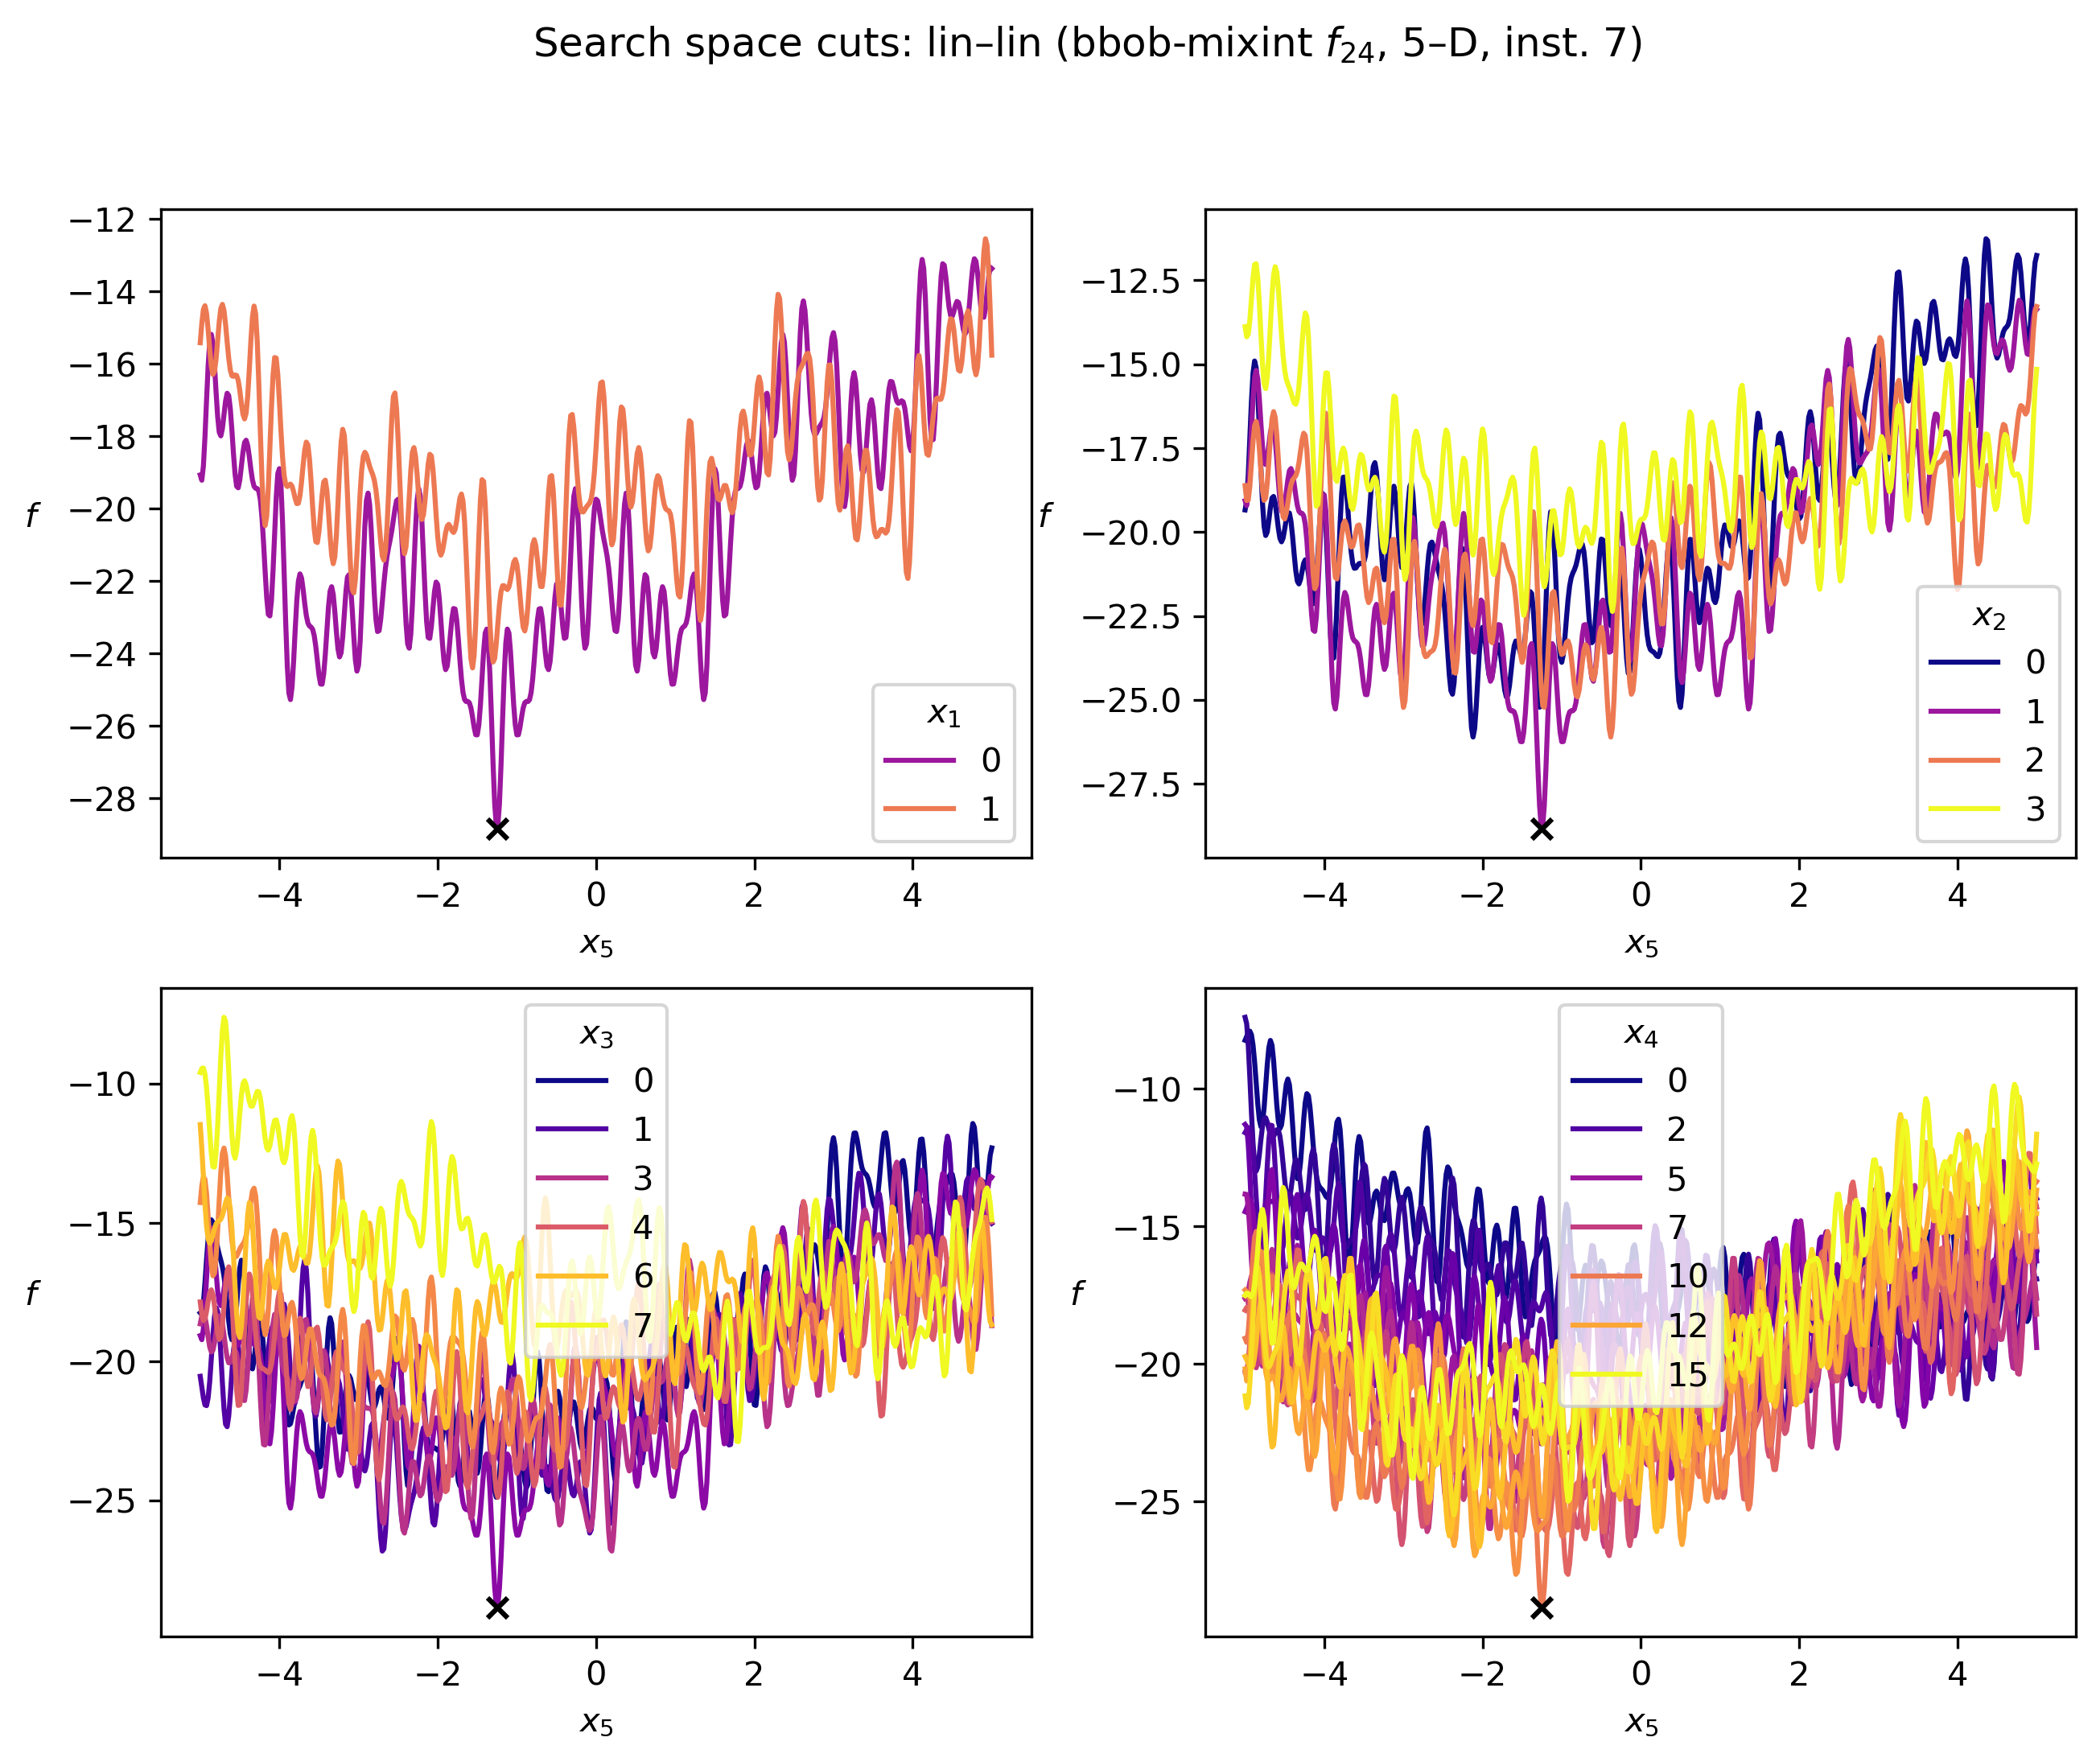 Search space cuts: lin–lin (bbob-mixint f24, 5–D, inst. 7)
−12
−14
−16
−18
−20
−22
−24
−26
−28
f
x1
0
1
−4 −2 0 2 4
x5
−12.5
−15.0
−17.5
−20.0
−22.5
−25.0
−27.5
f
x2
0
1
2
3
−4 −2 0 2 4
x5
−10
−15
−20
−25
f
x3
0
1
3
4
6
7
−4 −2 0 2 4
x5
−10
−15
−20
−25
f
x4
0
2
5
7
10
12
15
−4 −2 0 2 4
x5